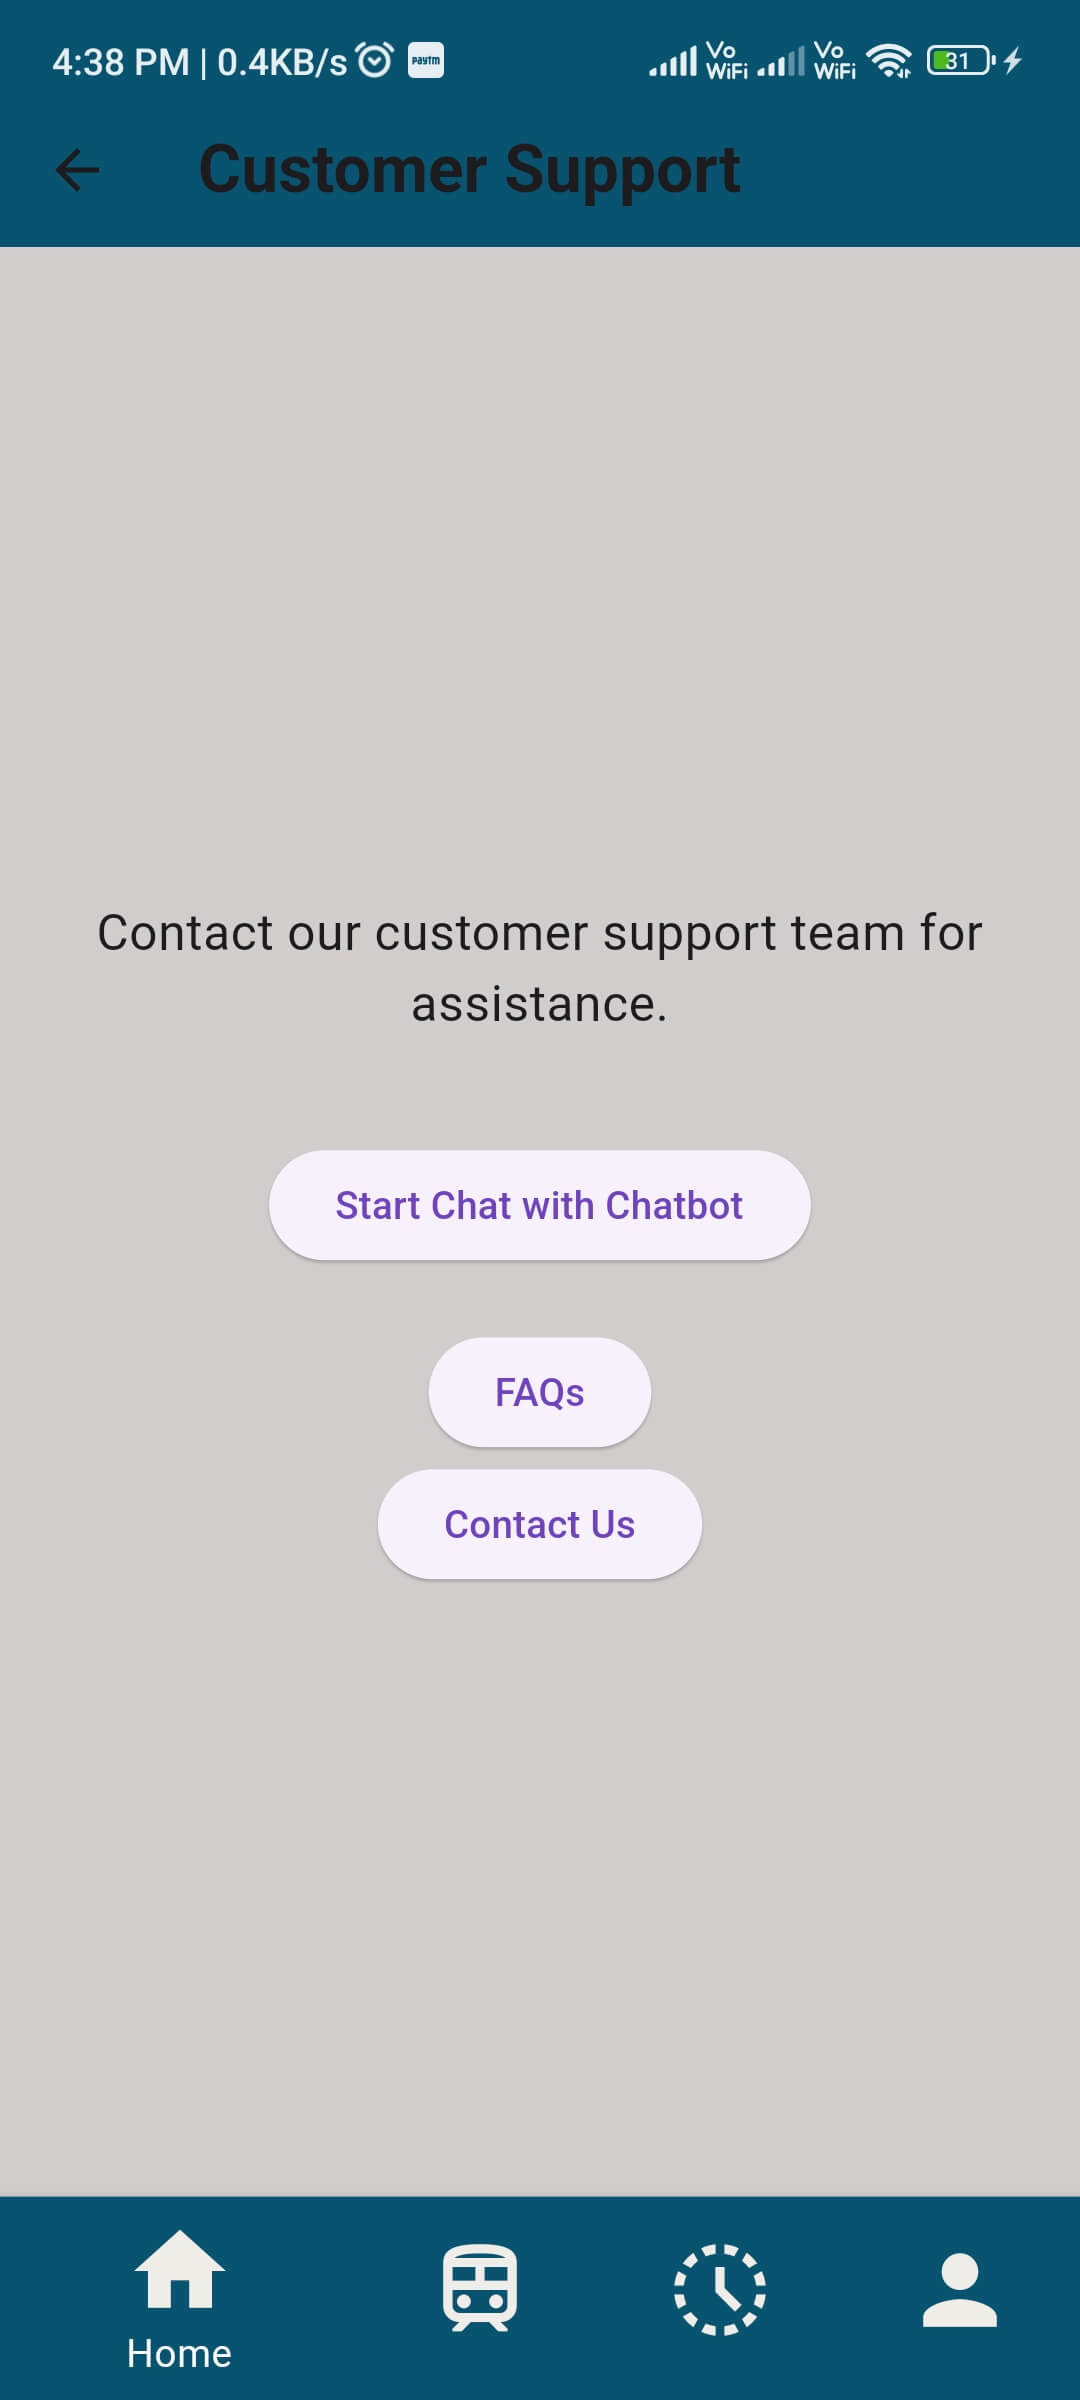 4:38 PM | 0.4KB/s paytm Vo WiFi Vo WiFi 31
Customer Support
Contact our customer support team for
assistance.
Start Chat with Chatbot
FAQs
Contact Us
Home